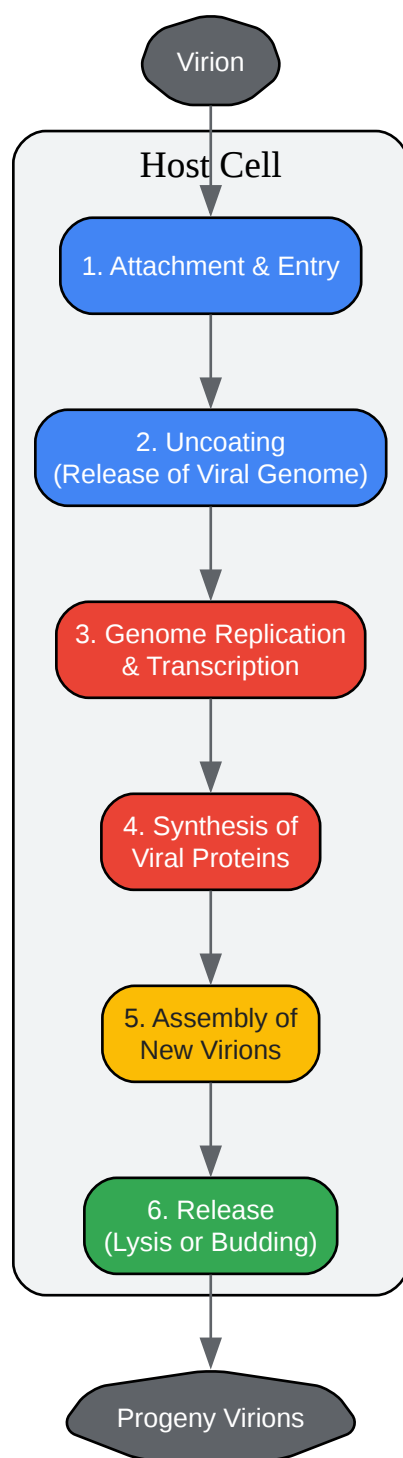 Virion
Host Cell
1. Attachment & Entry
2. Uncoating
(Release of Viral Genome)
3. Genome Replication
& Transcription
4. Synthesis of
Viral Proteins
5. Assembly of
New Virions
6. Release
(Lysis or Budding)
Progeny Virions